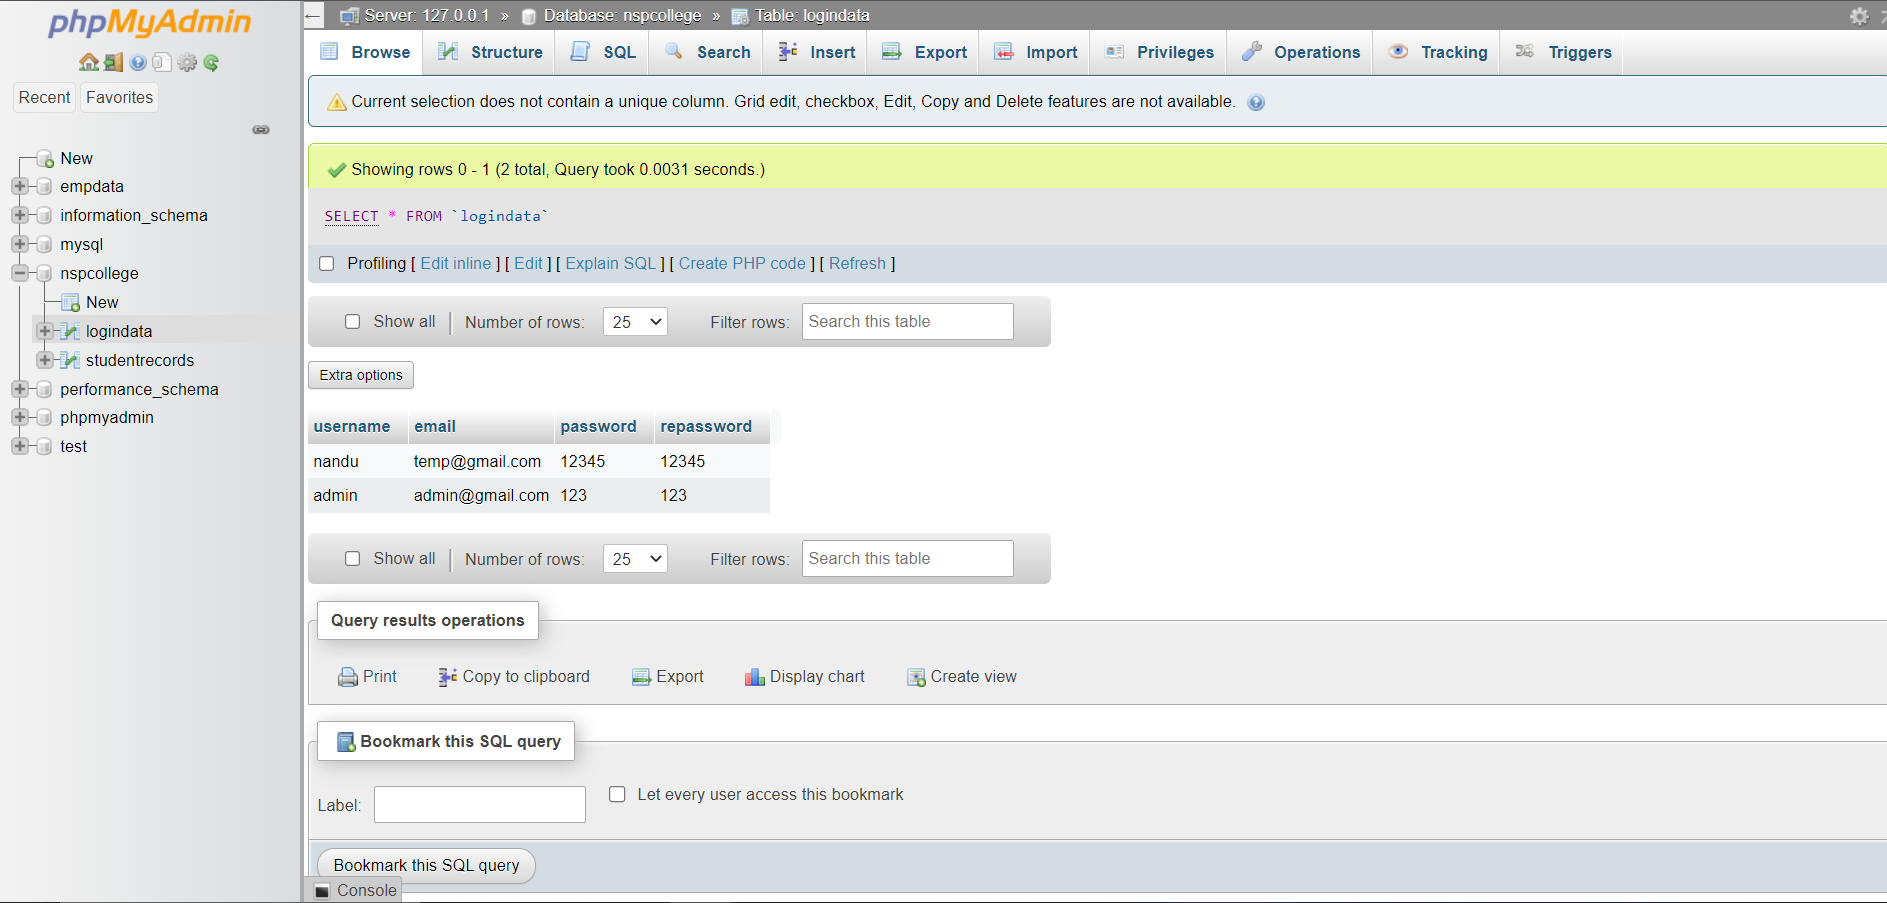 phpMyAdmin
Recent Favorites
New
empdata
information_schema
mysql
nspcollege
New
logindata
studentrecords
performance_schema
phpmyadmin
test
Server: 127.0.0.1 » Database: nspcollege » Table: logindata
Browse Structure SQL Search Insert Export Import Privileges Operations Tracking Triggers
Current selection does not contain a unique column. Grid edit, checkbox, Edit, Copy and Delete features are not available.
Showing rows 0 - 1 (2 total, Query took 0.0031 seconds.)
SELECT * FROM `logindata`
Profiling [ Edit inline ] [ Edit ] [ Explain SQL ] [ Create PHP code ] [ Refresh ]
Show all Number of rows: 25 Filter rows: Search this table
Extra options
username email password repassword
nandu temp@gmail.com 12345 12345
admin admin@gmail.com 123 123
Show all Number of rows: 25 Filter rows: Search this table
Query results operations
Print Copy to clipboard Export Display chart Create view
Bookmark this SQL query
Label: Let every user access this bookmark
Bookmark this SQL query
Console